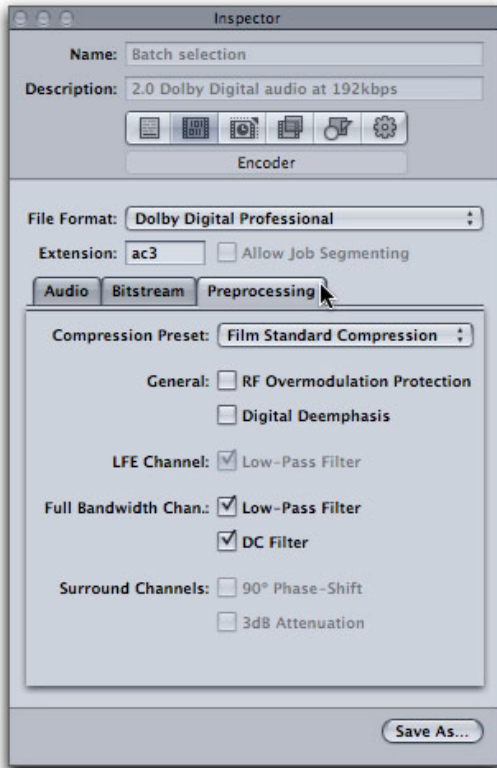 Inspector
Name: Batch selection
Description: 2.0 Dolby Digital audio at 192kbps
Encoder
File Format: Dolby Digital Professional
Extension: ac3 Allow Job Segmenting
Audio Bitstream Preprocessing
Compression Preset: Film Standard Compression
General: RF Overmodulation Protection
Digital Deemphasis
LFE Channel: Low-Pass Filter
Full Bandwidth Chan.: Low-Pass Filter
DC Filter
Surround Channels: 90° Phase-Shift
3dB Attenuation
Save As...